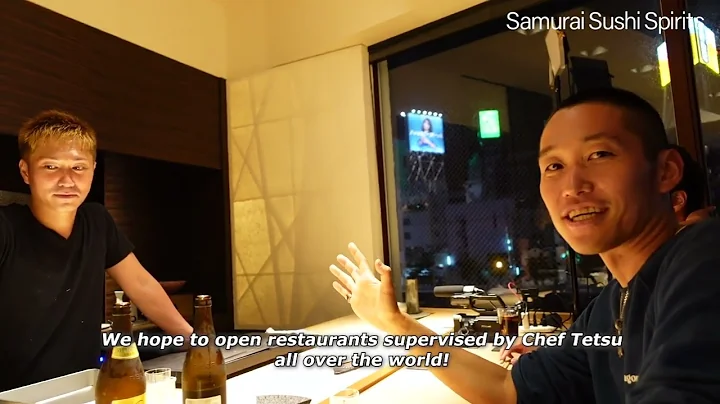 Samurai Sushi Spirits
We hope to open restaurants supervised by Chef Tetsu
all over the world!